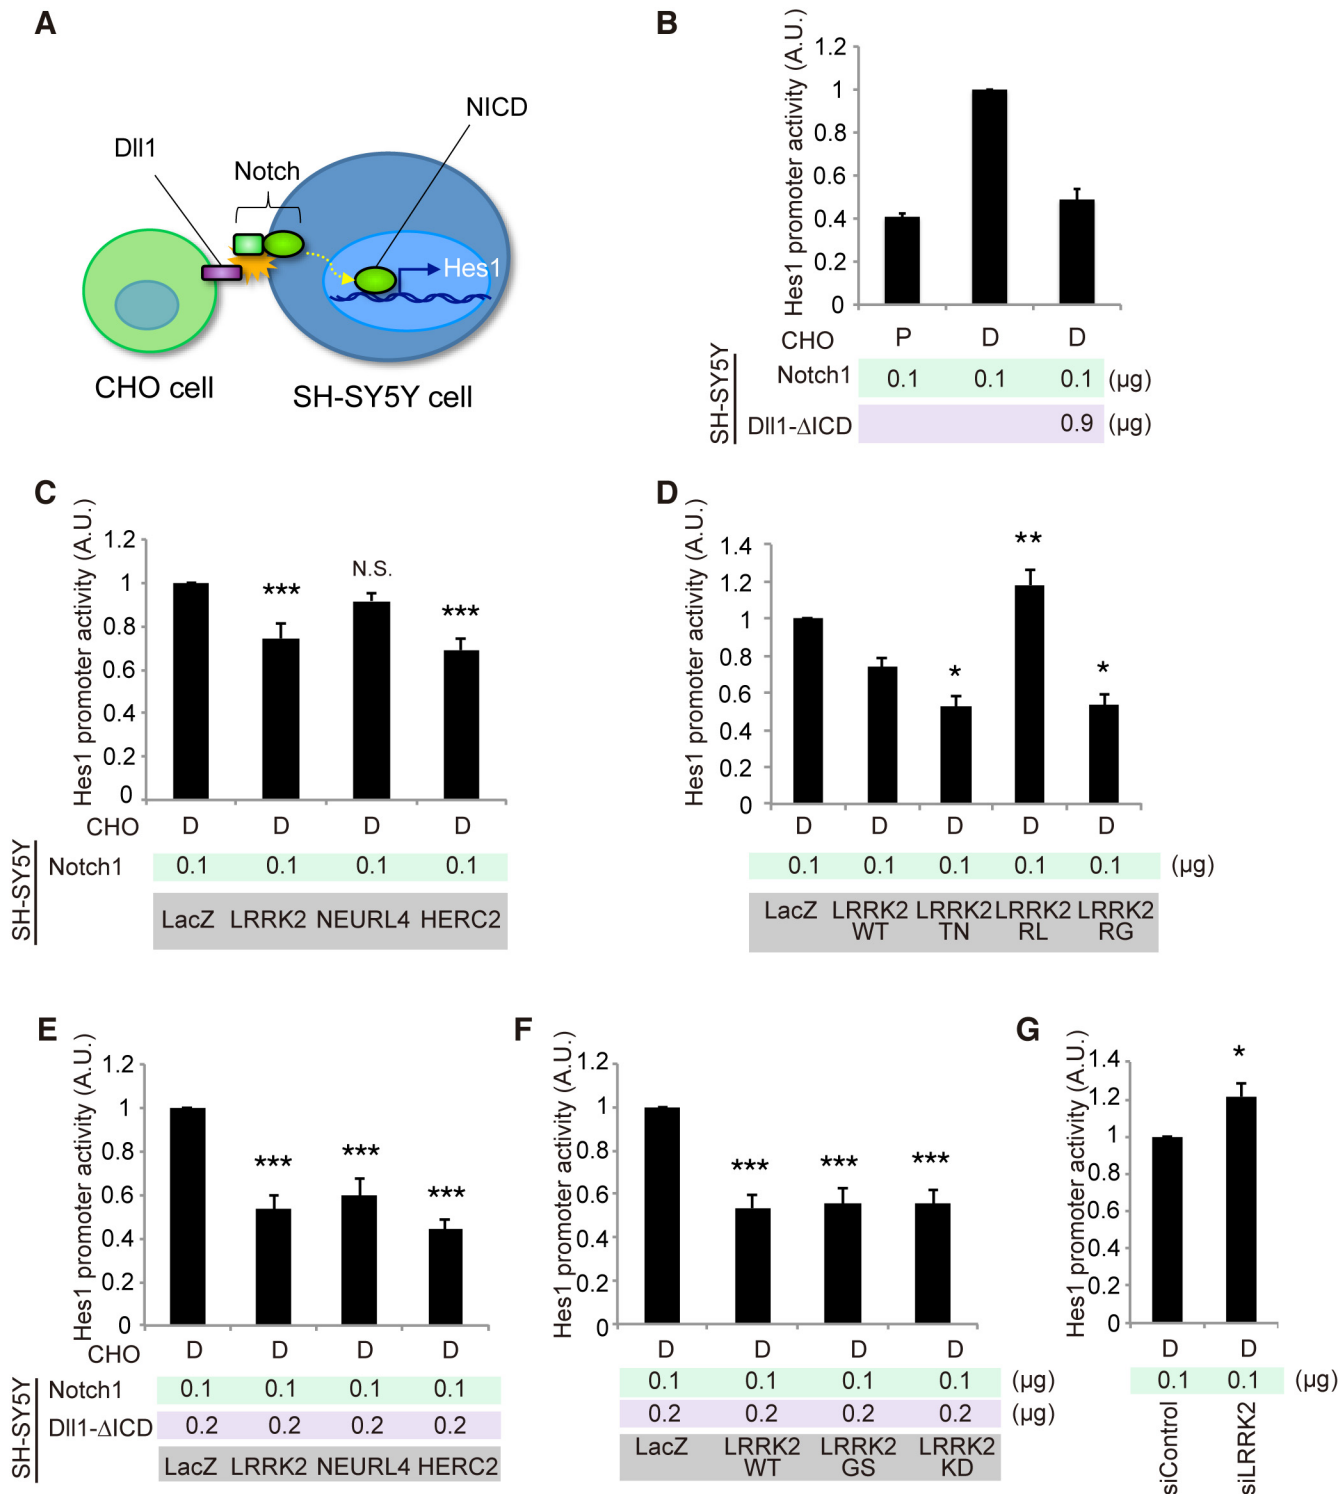 A
Dll1
Notch
NICD
Hes1
CHO cell
SH-SY5Y cell
B
Hes1 promoter activity (A.U.)
1.2
1
0.8
0.6
0.4
0.2
0
CHO P D D
SH-SY5Y
Notch1 0.1 0.1 0.1 (µg)
Dll1-ΔICD 0.9 (µg)
C
Hes1 promoter activity (A.U.)
1.2
1
0.8
0.6
0.4
0.2
0
*** N.S. ***
CHO D D D D
SH-SY5Y
Notch1 0.1 0.1 0.1 0.1
LacZ LRRK2 NEURL4 HERC2
D
Hes1 promoter activity (A.U.)
1.4
1.2
1
0.8
0.6
0.4
0.2
0
* ** *
D D D D D
0.1 0.1 0.1 0.1 0.1 (µg)
LacZ LRRK2 LRRK2 LRRK2 LRRK2
WT TN RL RG
E
Hes1 promoter activity (A.U.)
1.2
1
0.8
0.6
0.4
0.2
0
*** *** ***
CHO D D D D
SH-SY5Y
Notch1 0.1 0.1 0.1 0.1
Dll1-ΔICD 0.2 0.2 0.2 0.2
LacZ LRRK2 NEURL4 HERC2
F
Hes1 promoter activity (A.U.)
1.2
1
0.8
0.6
0.4
0.2
0
*** *** ***
D D D D
0.1 0.1 0.1 0.1 (µg)
0.2 0.2 0.2 0.2 (µg)
LacZ LRRK2 LRRK2 LRRK2
WT GS KD
G
Hes1 promoter activity (A.U.)
1.4
1.2
1
0.8
0.6
0.4
0.2
0
*
D D
0.1 0.1 (µg)
siControl
siLRRK2